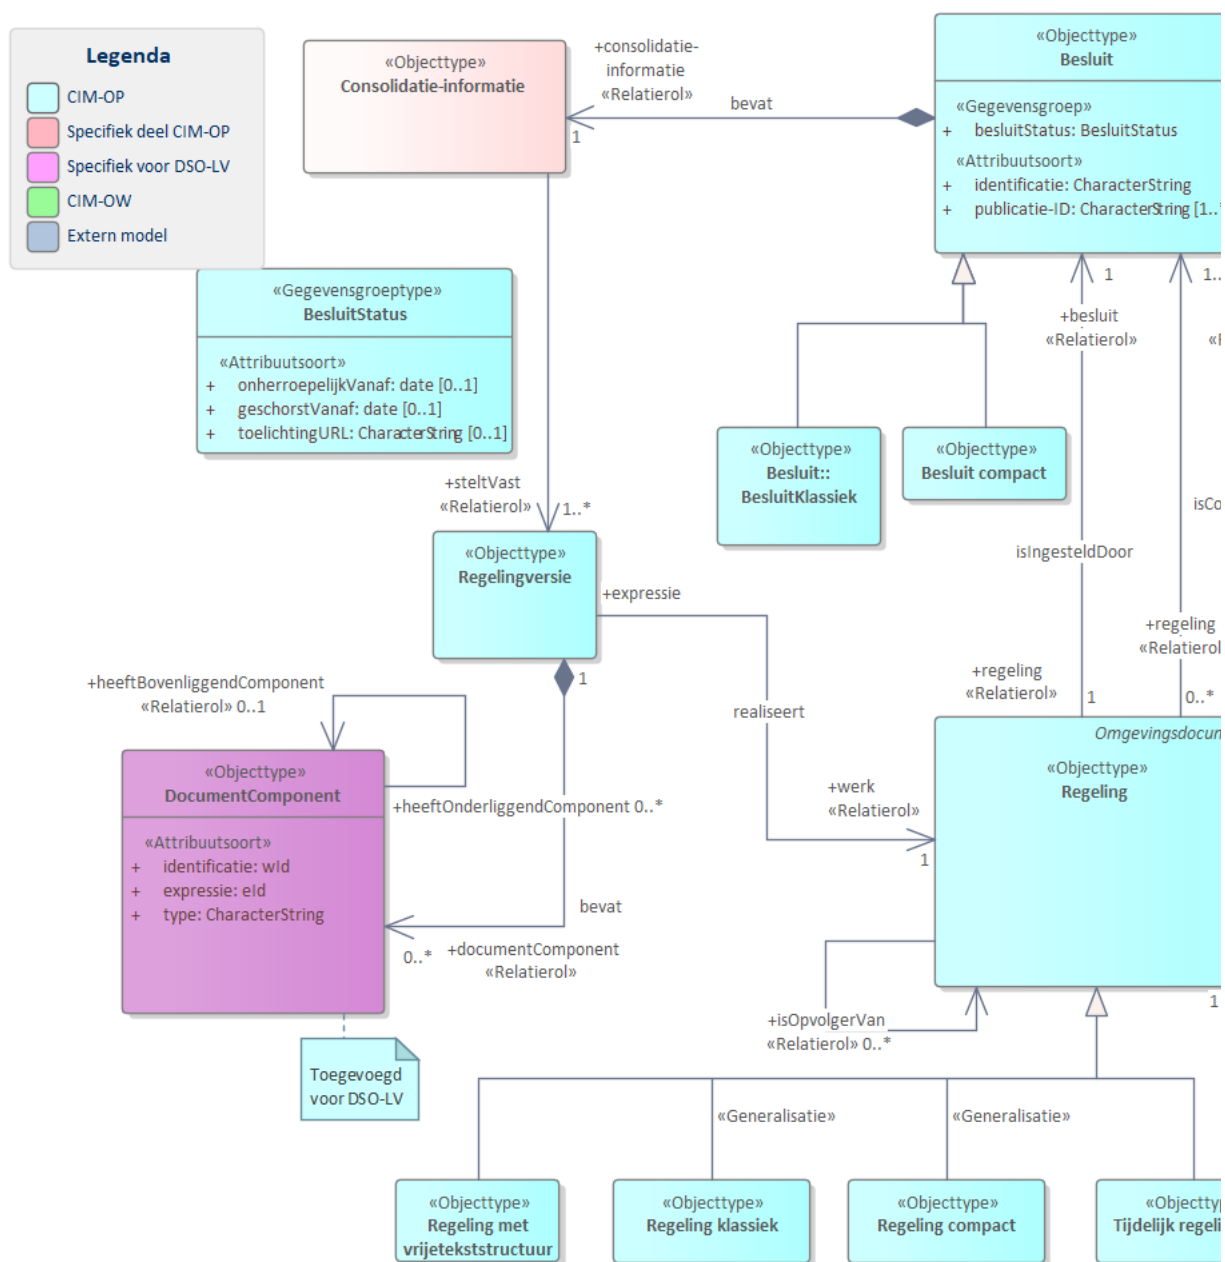 Legenda
CIM-OP
Specifiek deel CIM-OP
Specifiek voor DSO-LV
CIM-OW
Extern model
«Objecttype»
Consolidatie-informatie
+consolidatie-
informatie
«Relatierol»
1
bevat
«Objecttype»
Besluit
«Gegevensgroep»
+ besluitStatus: BesluitStatus
«Attribuutsoort»
+ identificatie: CharacterString
+ publicatie-ID: CharacterString [1..*
«Gegevensgroeptype»
BesluitStatus
«Attribuutsoort»
+ onherroepelijkVanaf: date [0..1]
+ geschorstVanaf: date [0..1]
+ toelichtingURL: CharacterString [0..1]
1
1..
+besluit
«Relatierol»
«Objecttype»
Besluit::
BesluitKlassiek
«Objecttype»
Besluit compact
+steltVast
«Relatierol»
1..*
isCo
isIngesteldDoor
«Objecttype»
Regelingversie
+expressie
1
+regeling
«Relatierol
+regeling
«Relatierol»
1
0..*
+heeftBovenliggendComponent
«Relatierol» 0..1
realiseert
«Objecttype»
DocumentComponent
«Attribuutsoort»
+ identificatie: wId
+ expressie: eId
+ type: CharacterString
+heeftOnderliggendComponent 0..*
+werk
«Relatierol»
1
Omgevingsdocum
«Objecttype»
Regeling
bevat
0..*
+documentComponent
«Relatierol»
+isOpvolgerVan
«Relatierol» 0..*
1
Toegevoegd
voor DSO-LV
«Generalisatie»
«Generalisatie»
«Objecttype»
Regeling met
vrijetekststructuur
«Objecttype»
Regeling klassiek
«Objecttype»
Regeling compact
«Objecttyp
Tijdelijk regeli